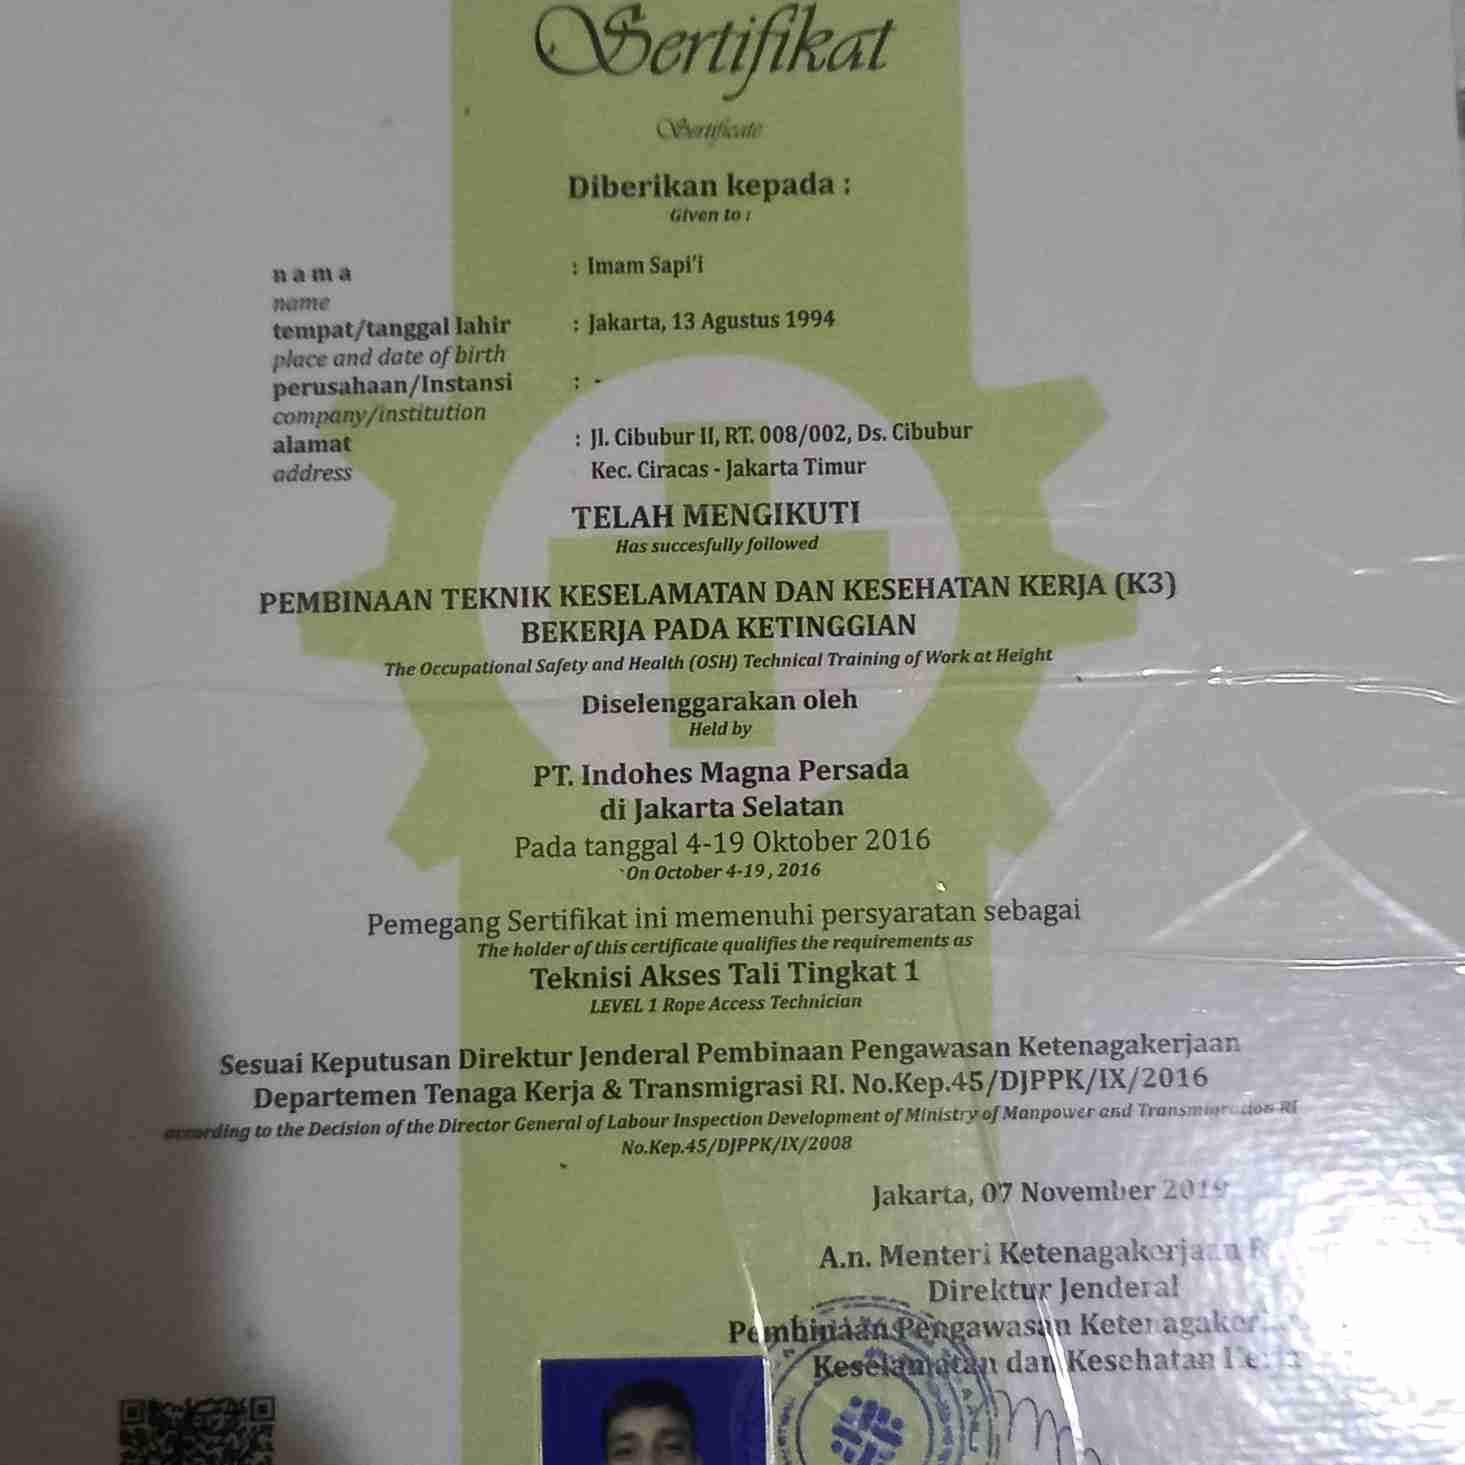 Sertifikat
Sertificate
Diberikan kepada :
Given to :
n a m a : Imam Sapi'i
name
tempat/tanggal lahir : Jakarta, 13 Agustus 1994
place and date of birth
perusahaan/Instansi : -
company/institution
alamat : Jl. Cibubur II, RT. 008/002, Ds. Cibubur
address Kec. Ciracas - Jakarta Timur
TELAH MENGIKUTI
Has succesfully followed
PEMBINAAN TEKNIK KESELAMATAN DAN KESEHATAN KERJA (K3)
BEKERJA PADA KETINGGIAN
The Occupational Safety and Health (OSH) Technical Training of Work at Height
Diselenggarakan oleh
Held by
PT. Indohes Magna Persada
di Jakarta Selatan
Pada tanggal 4-19 Oktober 2016
On October 4-19 , 2016
Pemegang Sertifikat ini memenuhi persyaratan sebagai
The holder of this certificate qualifies the requirements as
Teknisi Akses Tali Tingkat 1
LEVEL 1 Rope Access Technician
Sesuai Keputusan Direktur Jenderal Pembinaan Pengawasan Ketenagakerjaan
Departemen Tenaga Kerja & Transmigrasi RI. No.Kep.45/DJPPK/IX/2016
according to the Decision of the Director General of Labour Inspection Development of Ministry of Manpower and Transmigration RI
No.Kep.45/DJPPK/IX/2008
Jakarta, 07 November
A.n. Menteri Ketenagakerjaan
Direktur Jenderal
Pembinaan Pengawasan
Keselamatan dan Kesehatan